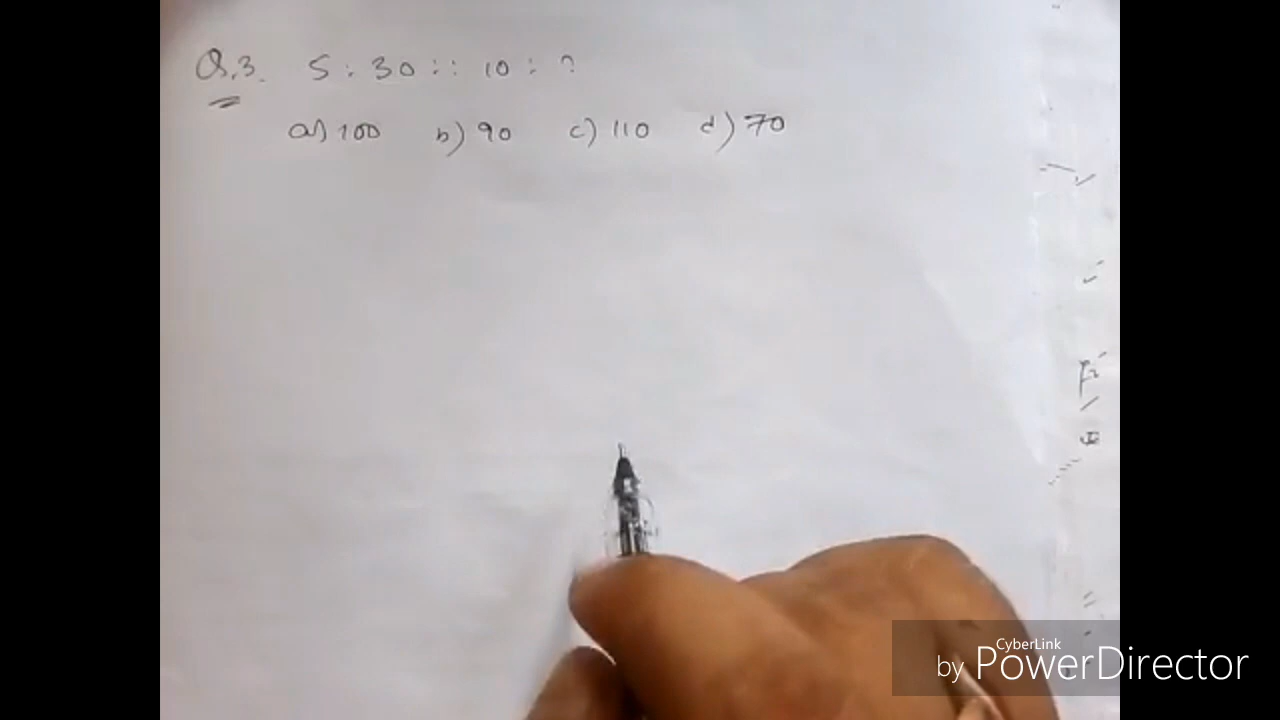 Q.3. 5 : 30 :: 10 : ?
a) 100 b) 90 c) 110 d) 70
CyberLink
by PowerDirector